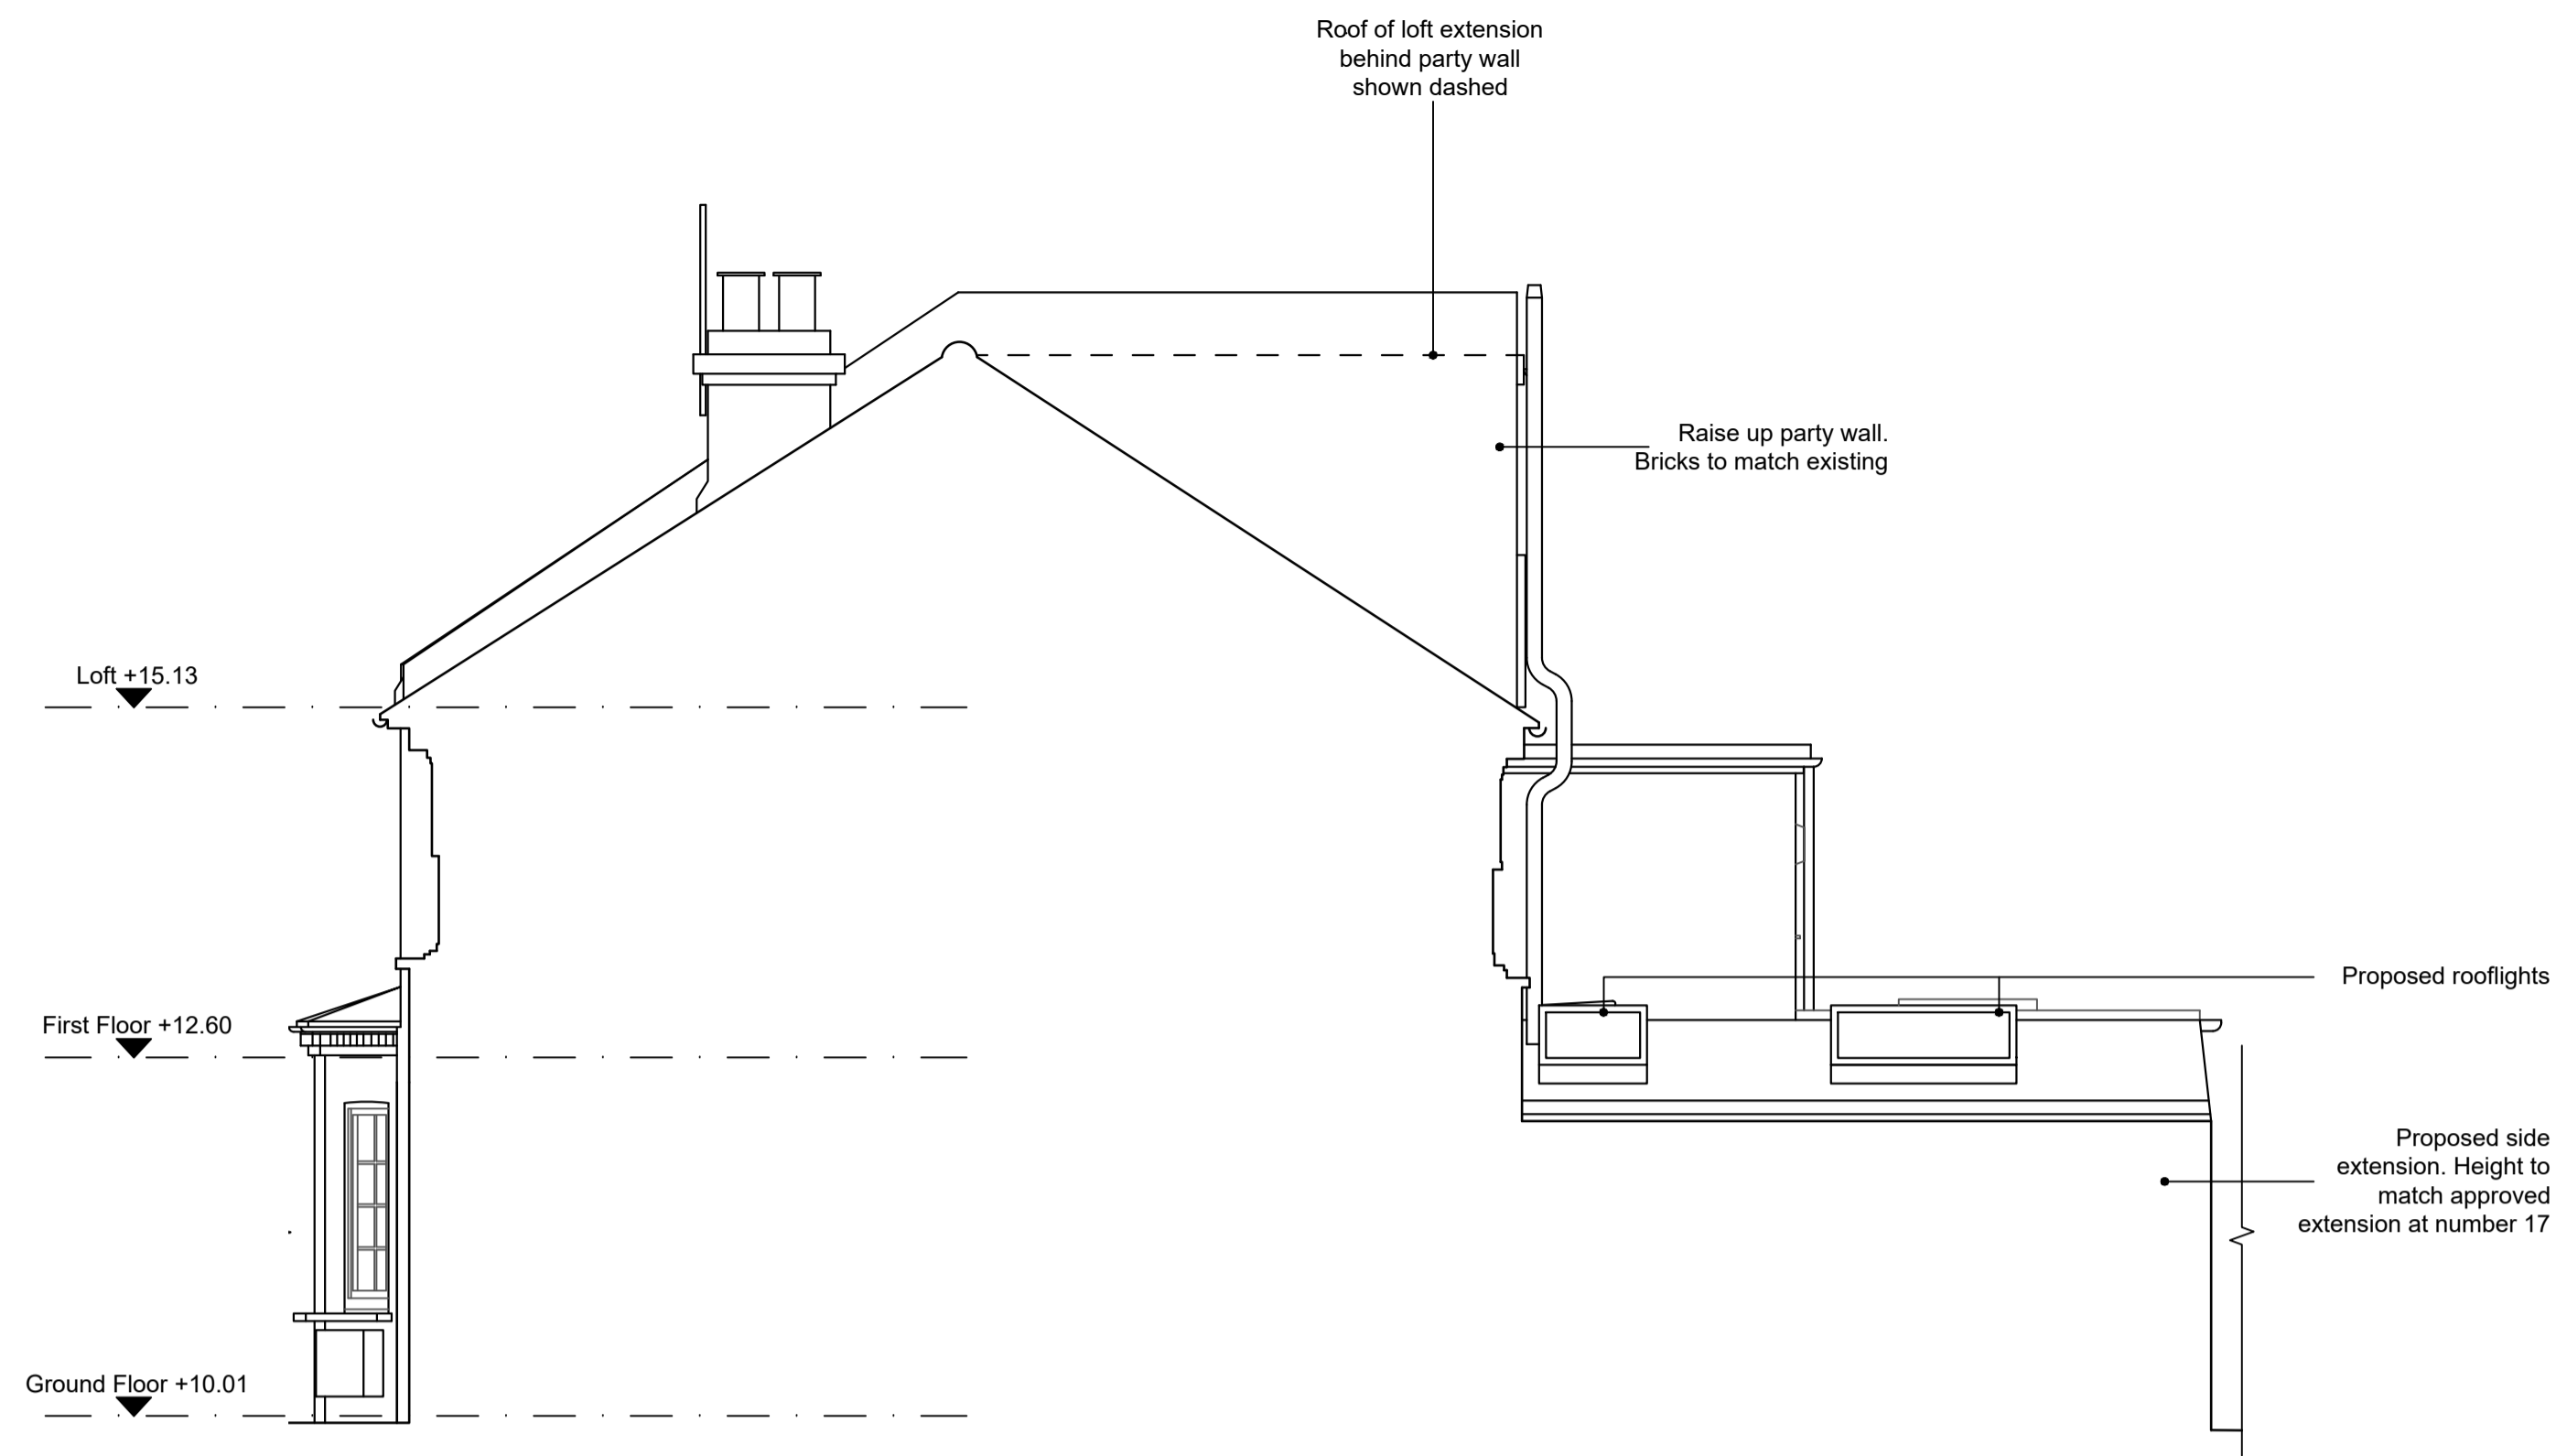 Roof of loft extension
behind party wall
shown dashed
Raise up party wall.
Bricks to match existing
Loft +15.13
Proposed rooflights
First Floor +12.60
Proposed side
extension. Height to
match approved
extension at number 17
Ground Floor +10.01